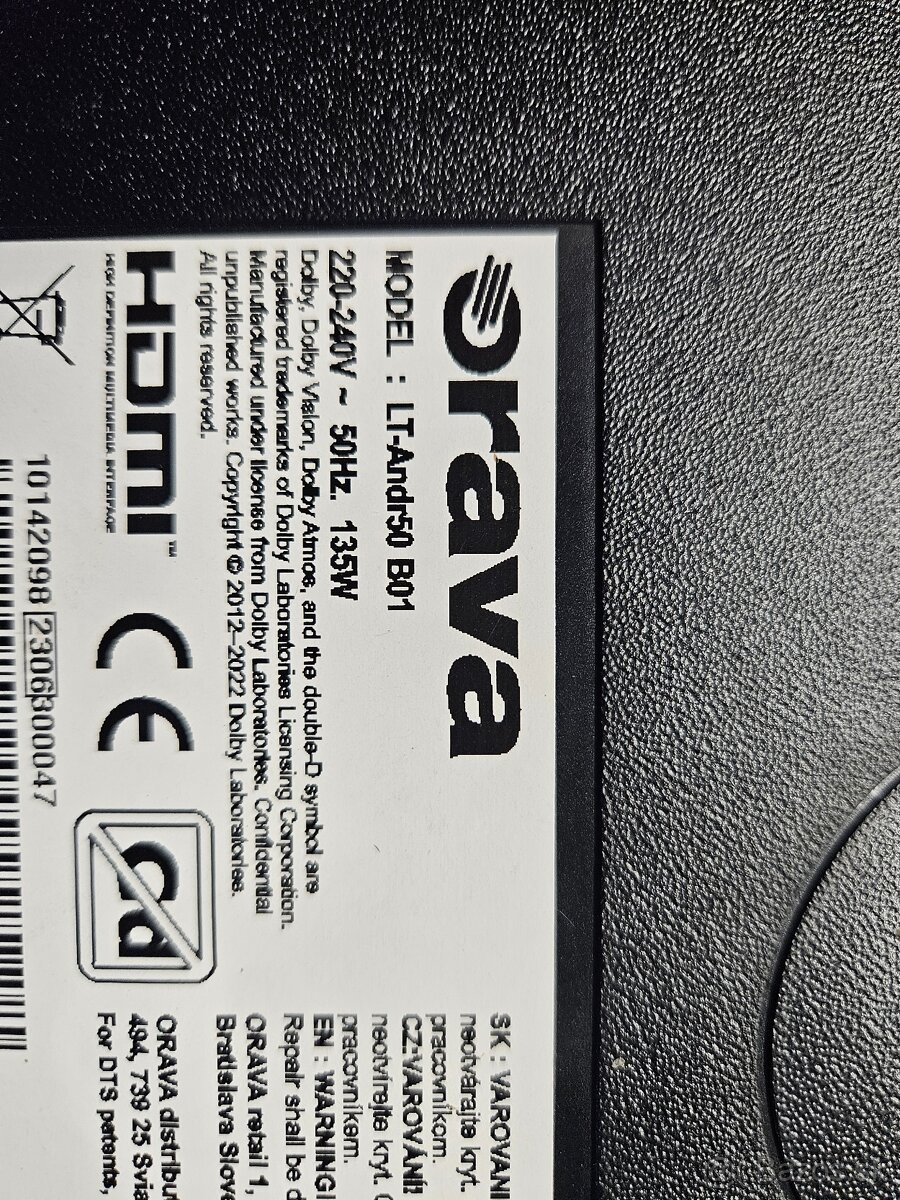 Orava
MODEL : LT-Andr50 B01
220-240V ~ 50Hz. 135W
Dolby, Dolby Vision, Dolby Atmos, and the double-D symbol are
registered trademarks of Dolby Laboratories Licensing Corporation.
Manufactured under license from Dolby Laboratories. Confidential
unpublished works. Copyright © 2012–2022 Dolby Laboratories.
All rights reserved.
HDMI™
HIGH DEFINITION MULTIMEDIA INTERFACE
CE
Cd
10142098 2306300047
SK : VAROVANI
neotvárajte kryt.
pracovníkom.
CZ:VAROVÁNÍ!
neotvírejte kryt.
pracovníkem.
EN : WARNING!
Repair shall be d
ORAVA retail 1,
Bratislava Slove
ORAVA distribu
494, 739 25 Svia
For DTS patents,